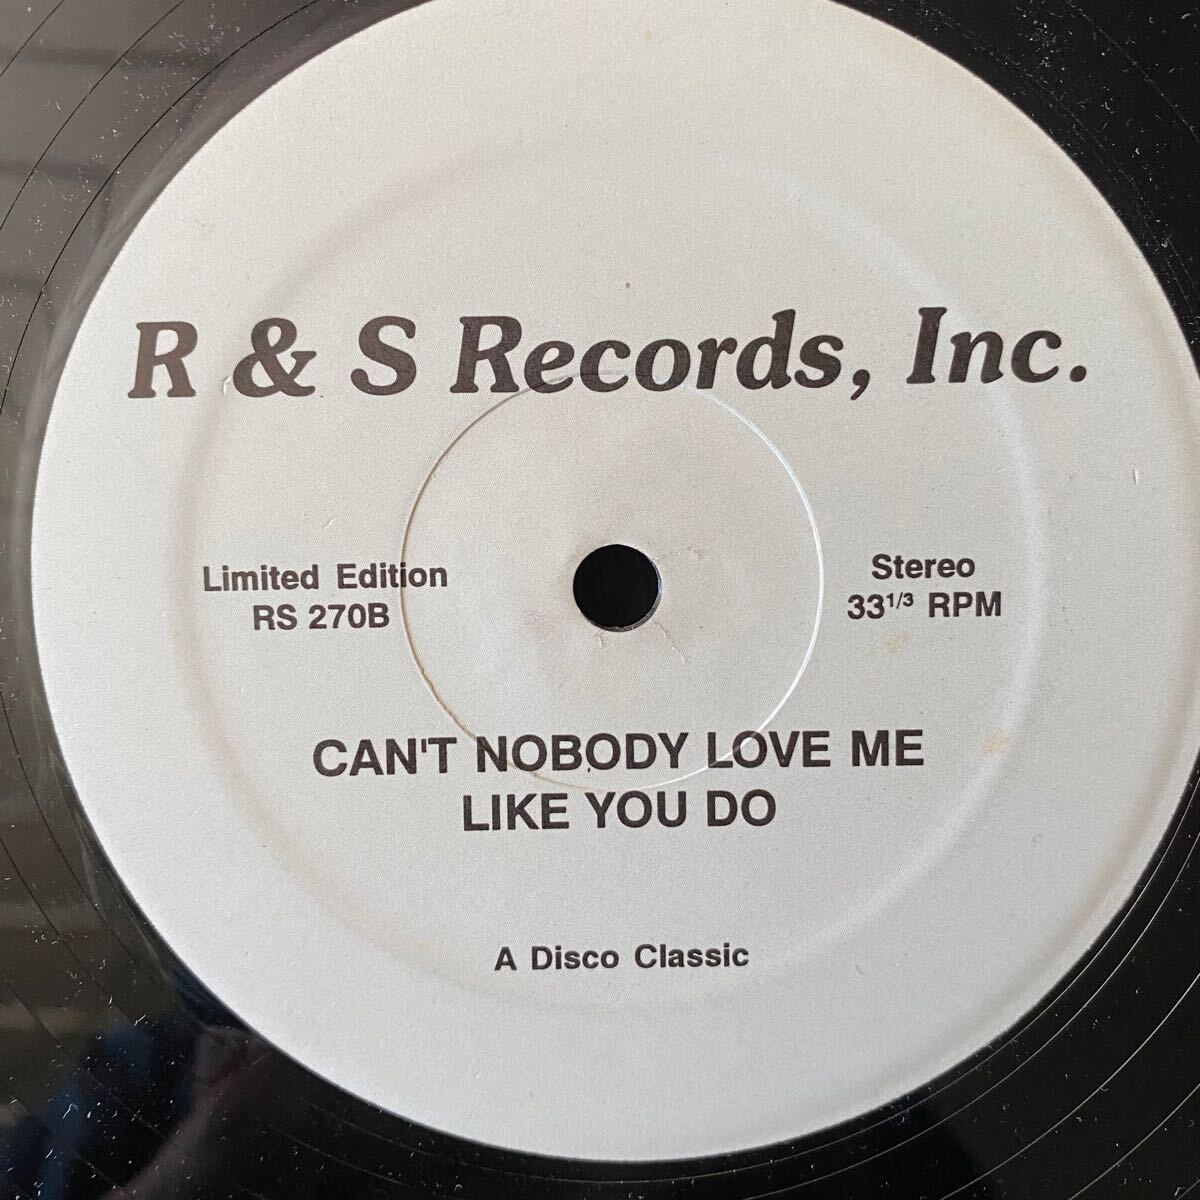 R & S Records, Inc.
Limited Edition
RS 270B
Stereo
33 1/3 RPM
CAN'T NOBODY LOVE ME
LIKE YOU DO
A Disco Classic